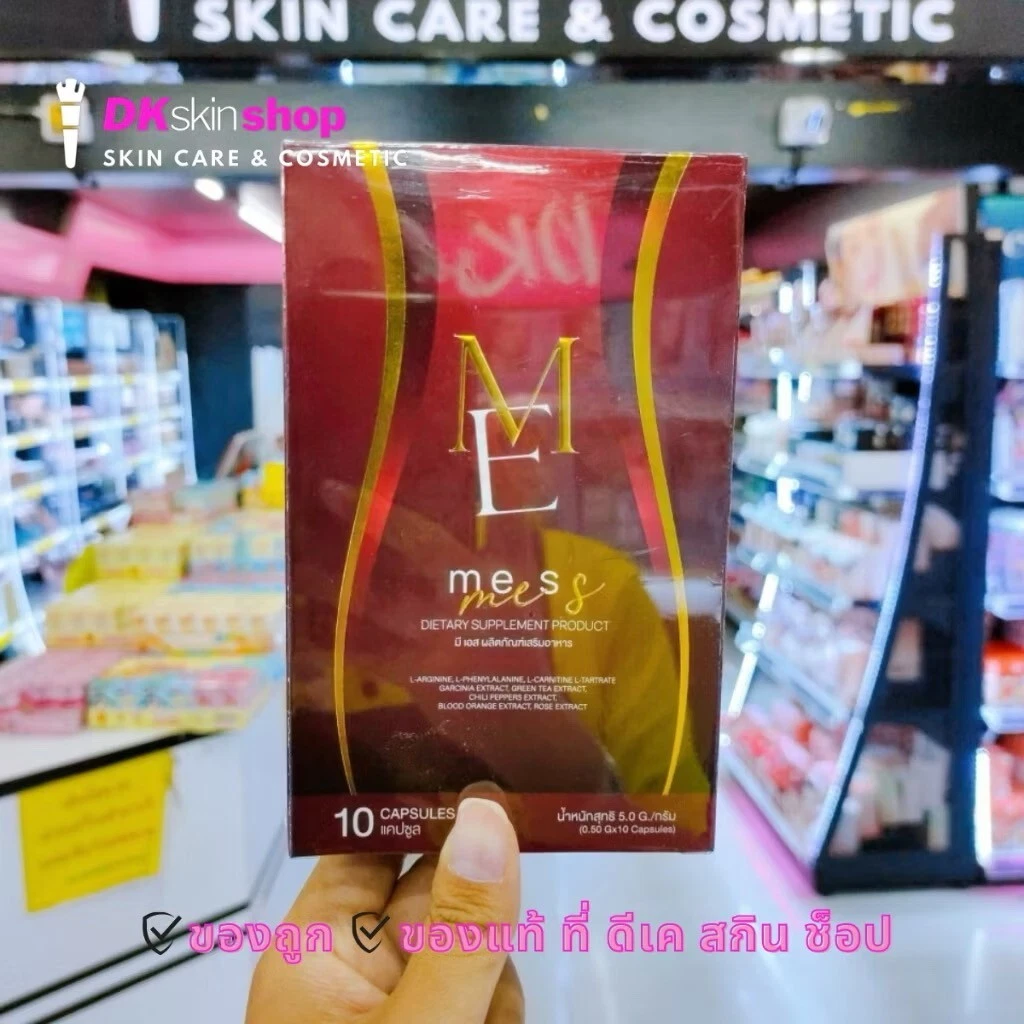 SKIN CARE & COSMETIC
DKskinshop
SKIN CARE & COSMETIC
DK
ME
me s
me's
DIETARY SUPPLEMENT PRODUCT
มี เอส ผลิตภัณฑ์เสริมอาหาร
L-ARGININE, L-PHENYLALANINE, L-CARNITINE L-TARTRATE
GARCINIA EXTRACT, GREEN TEA EXTRACT,
CHILI PEPPERS EXTRACT,
BLOOD ORANGE EXTRACT, ROSE EXTRACT
10 CAPSULES
แคปซูล
น้ำหนักสุทธิ 5.0 G./กรัม
(0.50 Gx10 Capsules)
ของถูก ของแท้ ที่ ดีเค สกิน ช็อป